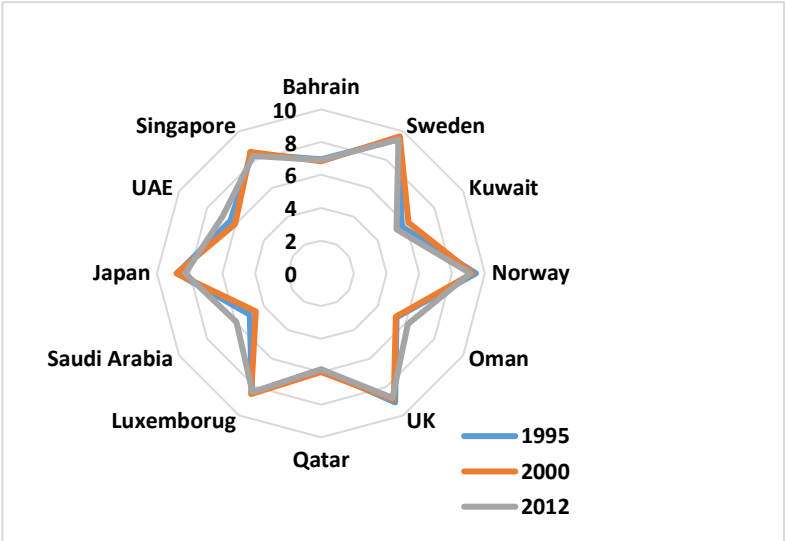 Bahrain
10
Singapore
Sweden
8
6
UAE
Kuwait
4
2
Japan
0
Norway
Saudi Arabia
Oman
Luxemborug
UK
Qatar
1995
2000
2012